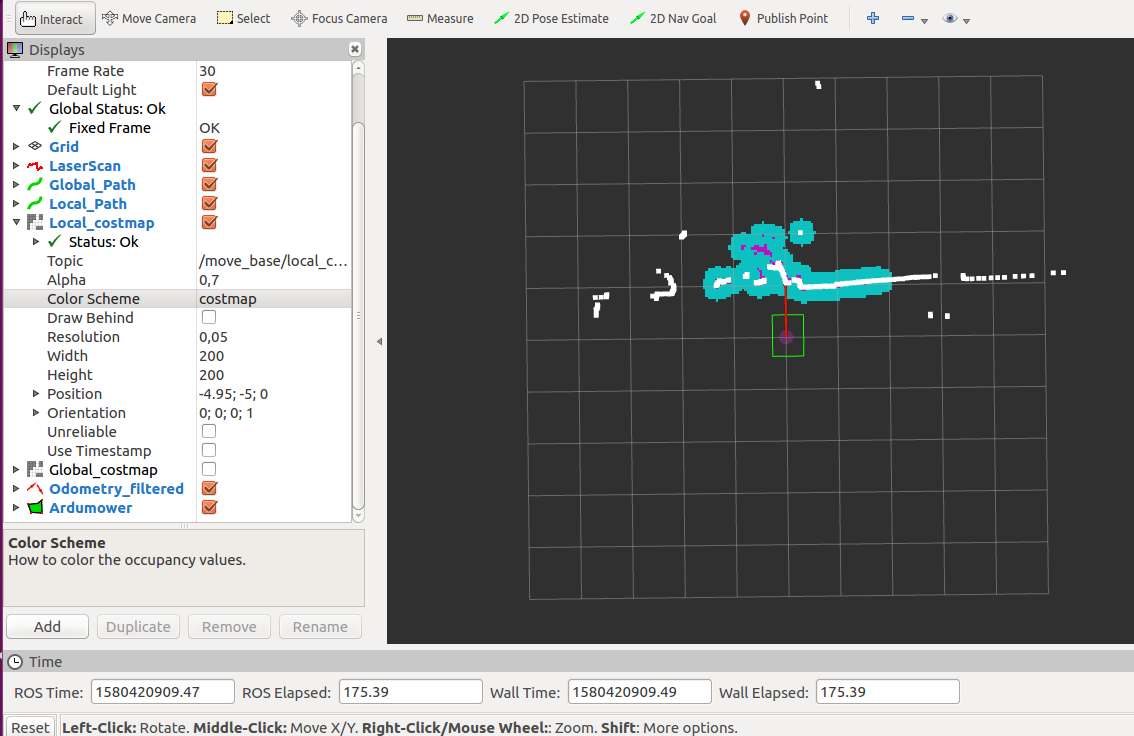 Interact Move Camera Select Focus Camera Measure 2D Pose Estimate 2D Nav Goal Publish Point
Displays
Frame Rate 30
Default Light
Global Status: Ok
Fixed Frame OK
Grid
LaserScan
Global_Path
Local_Path
Local_costmap
Status: Ok
Topic /move_base/local_c...
Alpha 0,7
Color Scheme costmap
Draw Behind
Resolution 0,05
Width 200
Height 200
Position -4.95; -5; 0
Orientation 0; 0; 0; 1
Unreliable
Use Timestamp
Global_costmap
Odometry_filtered
Ardumower
Color Scheme
How to color the occupancy values.
Add Duplicate Remove Rename
Time
ROS Time: 1580420909.47 ROS Elapsed: 175.39 Wall Time: 1580420909.49 Wall Elapsed: 175.39
Reset Left-Click: Rotate. Middle-Click: Move X/Y. Right-Click/Mouse Wheel:: Zoom. Shift: More options.